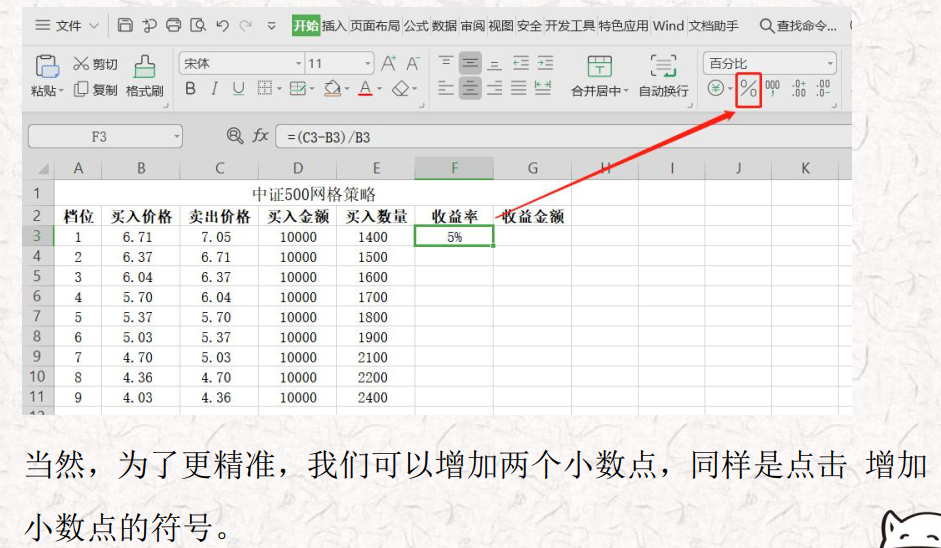 文件 开始 插入 页面布局 公式 数据 审阅 视图 安全 开发工具 特色应用 Wind 文档助手 查找命令...
粘贴 剪切 复制 格式刷 宋体 11 A+ A- B I U A 合并居中 自动换行 百分比 ¥ % 000 .0 .00 .00 .0
F3 fx =(C3-B3)/B3
A B C D E F G H I J K
1 中证500网格策略
2 档位 买入价格 卖出价格 买入金额 买入数量 收益率 收益金额
3 1 6.71 7.05 10000 1400 5%
4 2 6.37 6.71 10000 1500
5 3 6.04 6.37 10000 1600
6 4 5.70 6.04 10000 1700
7 5 5.37 5.70 10000 1800
8 6 5.03 5.37 10000 1900
9 7 4.70 5.03 10000 2100
10 8 4.36 4.70 10000 2200
11 9 4.03 4.36 10000 2400
当然，为了更精准，我们可以增加两个小数点，同样是点击 增加
小数点的符号。